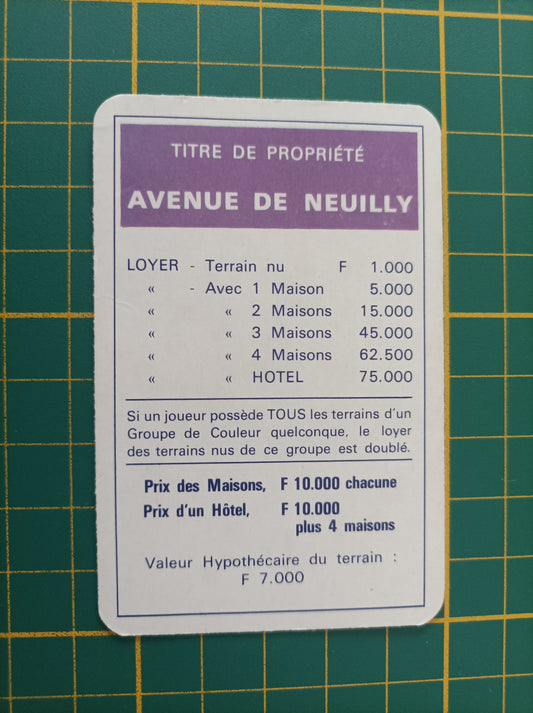 TITRE DE PROPRIÉTÉ
AVENUE DE NEUILLY
LOYER - Terrain nu F 1.000
« - Avec 1 Maison 5.000
« « 2 Maisons 15.000
« « 3 Maisons 45.000
« « 4 Maisons 62.500
« « HOTEL 75.000
Si un joueur possède TOUS les terrains d'un
Groupe de Couleur quelconque, le loyer
des terrains nus de ce groupe est doublé.
Prix des Maisons, F 10.000 chacune
Prix d'un Hôtel, F 10.000
plus 4 maisons
Valeur Hypothécaire du terrain :
F 7.000